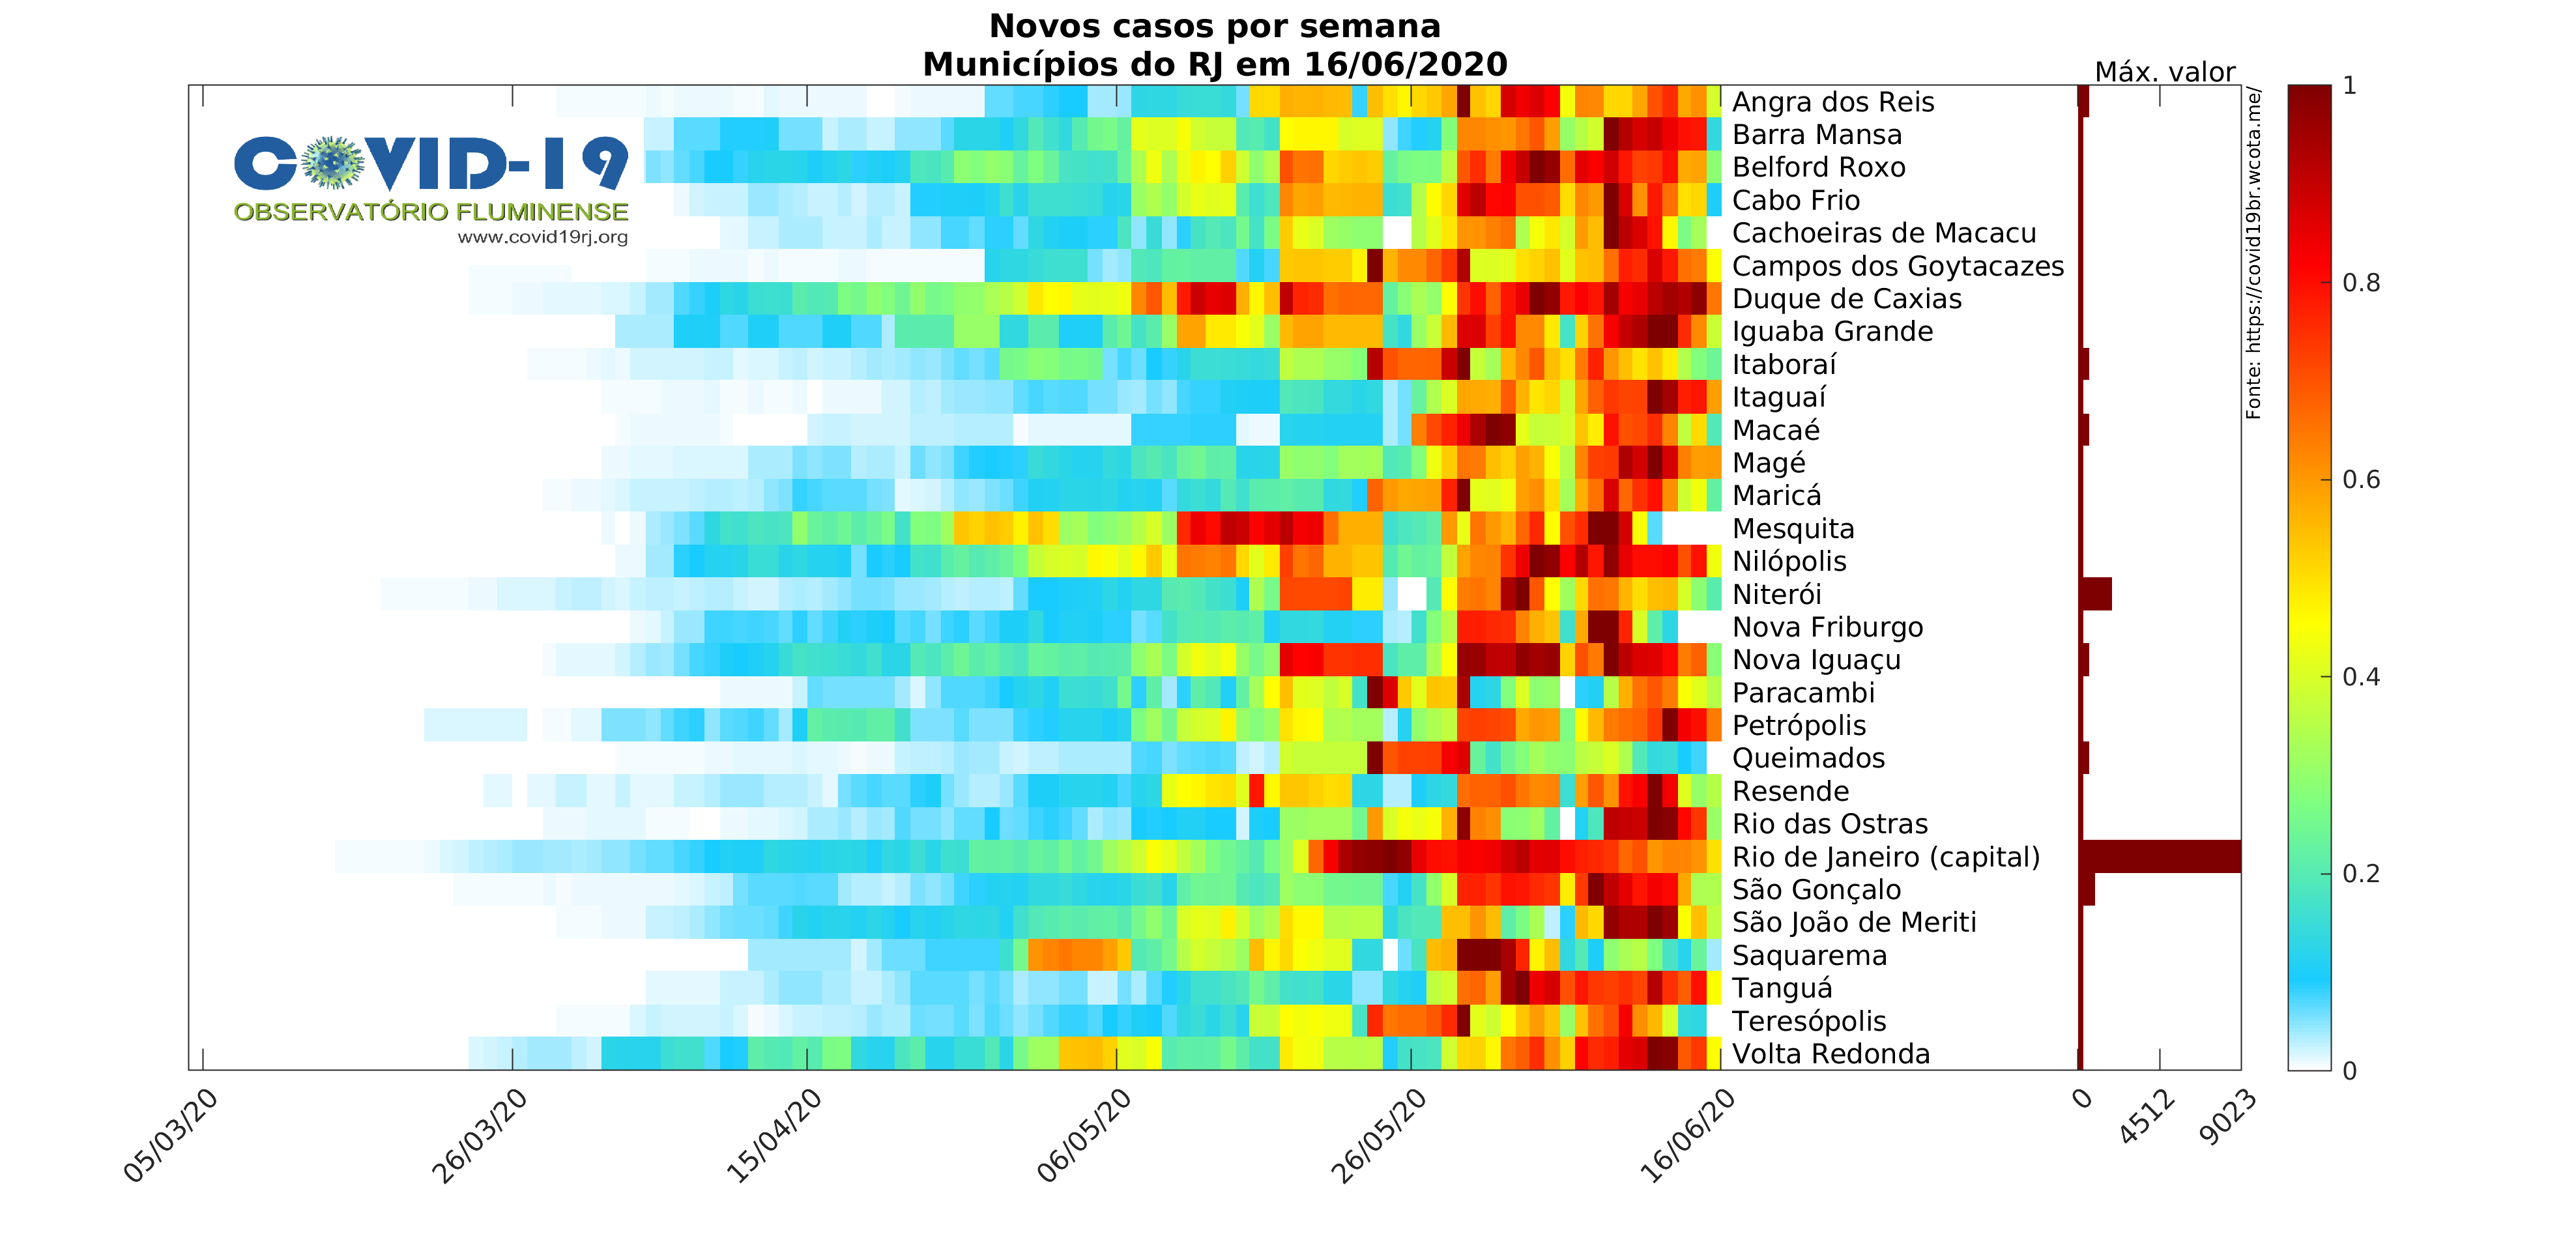 Novos casos por semana
Municípios do RJ em 16/06/2020
Máx. valor
COVID-19
OBSERVATÓRIO FLUMINENSE
www.covid19rj.org
Angra dos Reis
Barra Mansa
Belford Roxo
Cabo Frio
Cachoeiras de Macacu
Campos dos Goytacazes
Duque de Caxias
Iguaba Grande
Itaboraí
Itaguaí
Macaé
Magé
Maricá
Mesquita
Nilópolis
Niterói
Nova Friburgo
Nova Iguaçu
Paracambi
Petrópolis
Queimados
Resende
Rio das Ostras
Rio de Janeiro (capital)
São Gonçalo
São João de Meriti
Saquarema
Tanguá
Teresópolis
Volta Redonda
Fonte: https://covid19br.wcota.me/
1
0.8
0.6
0.4
0.2
0
05/03/20
26/03/20
15/04/20
06/05/20
26/05/20
16/06/20
0
4512
9023